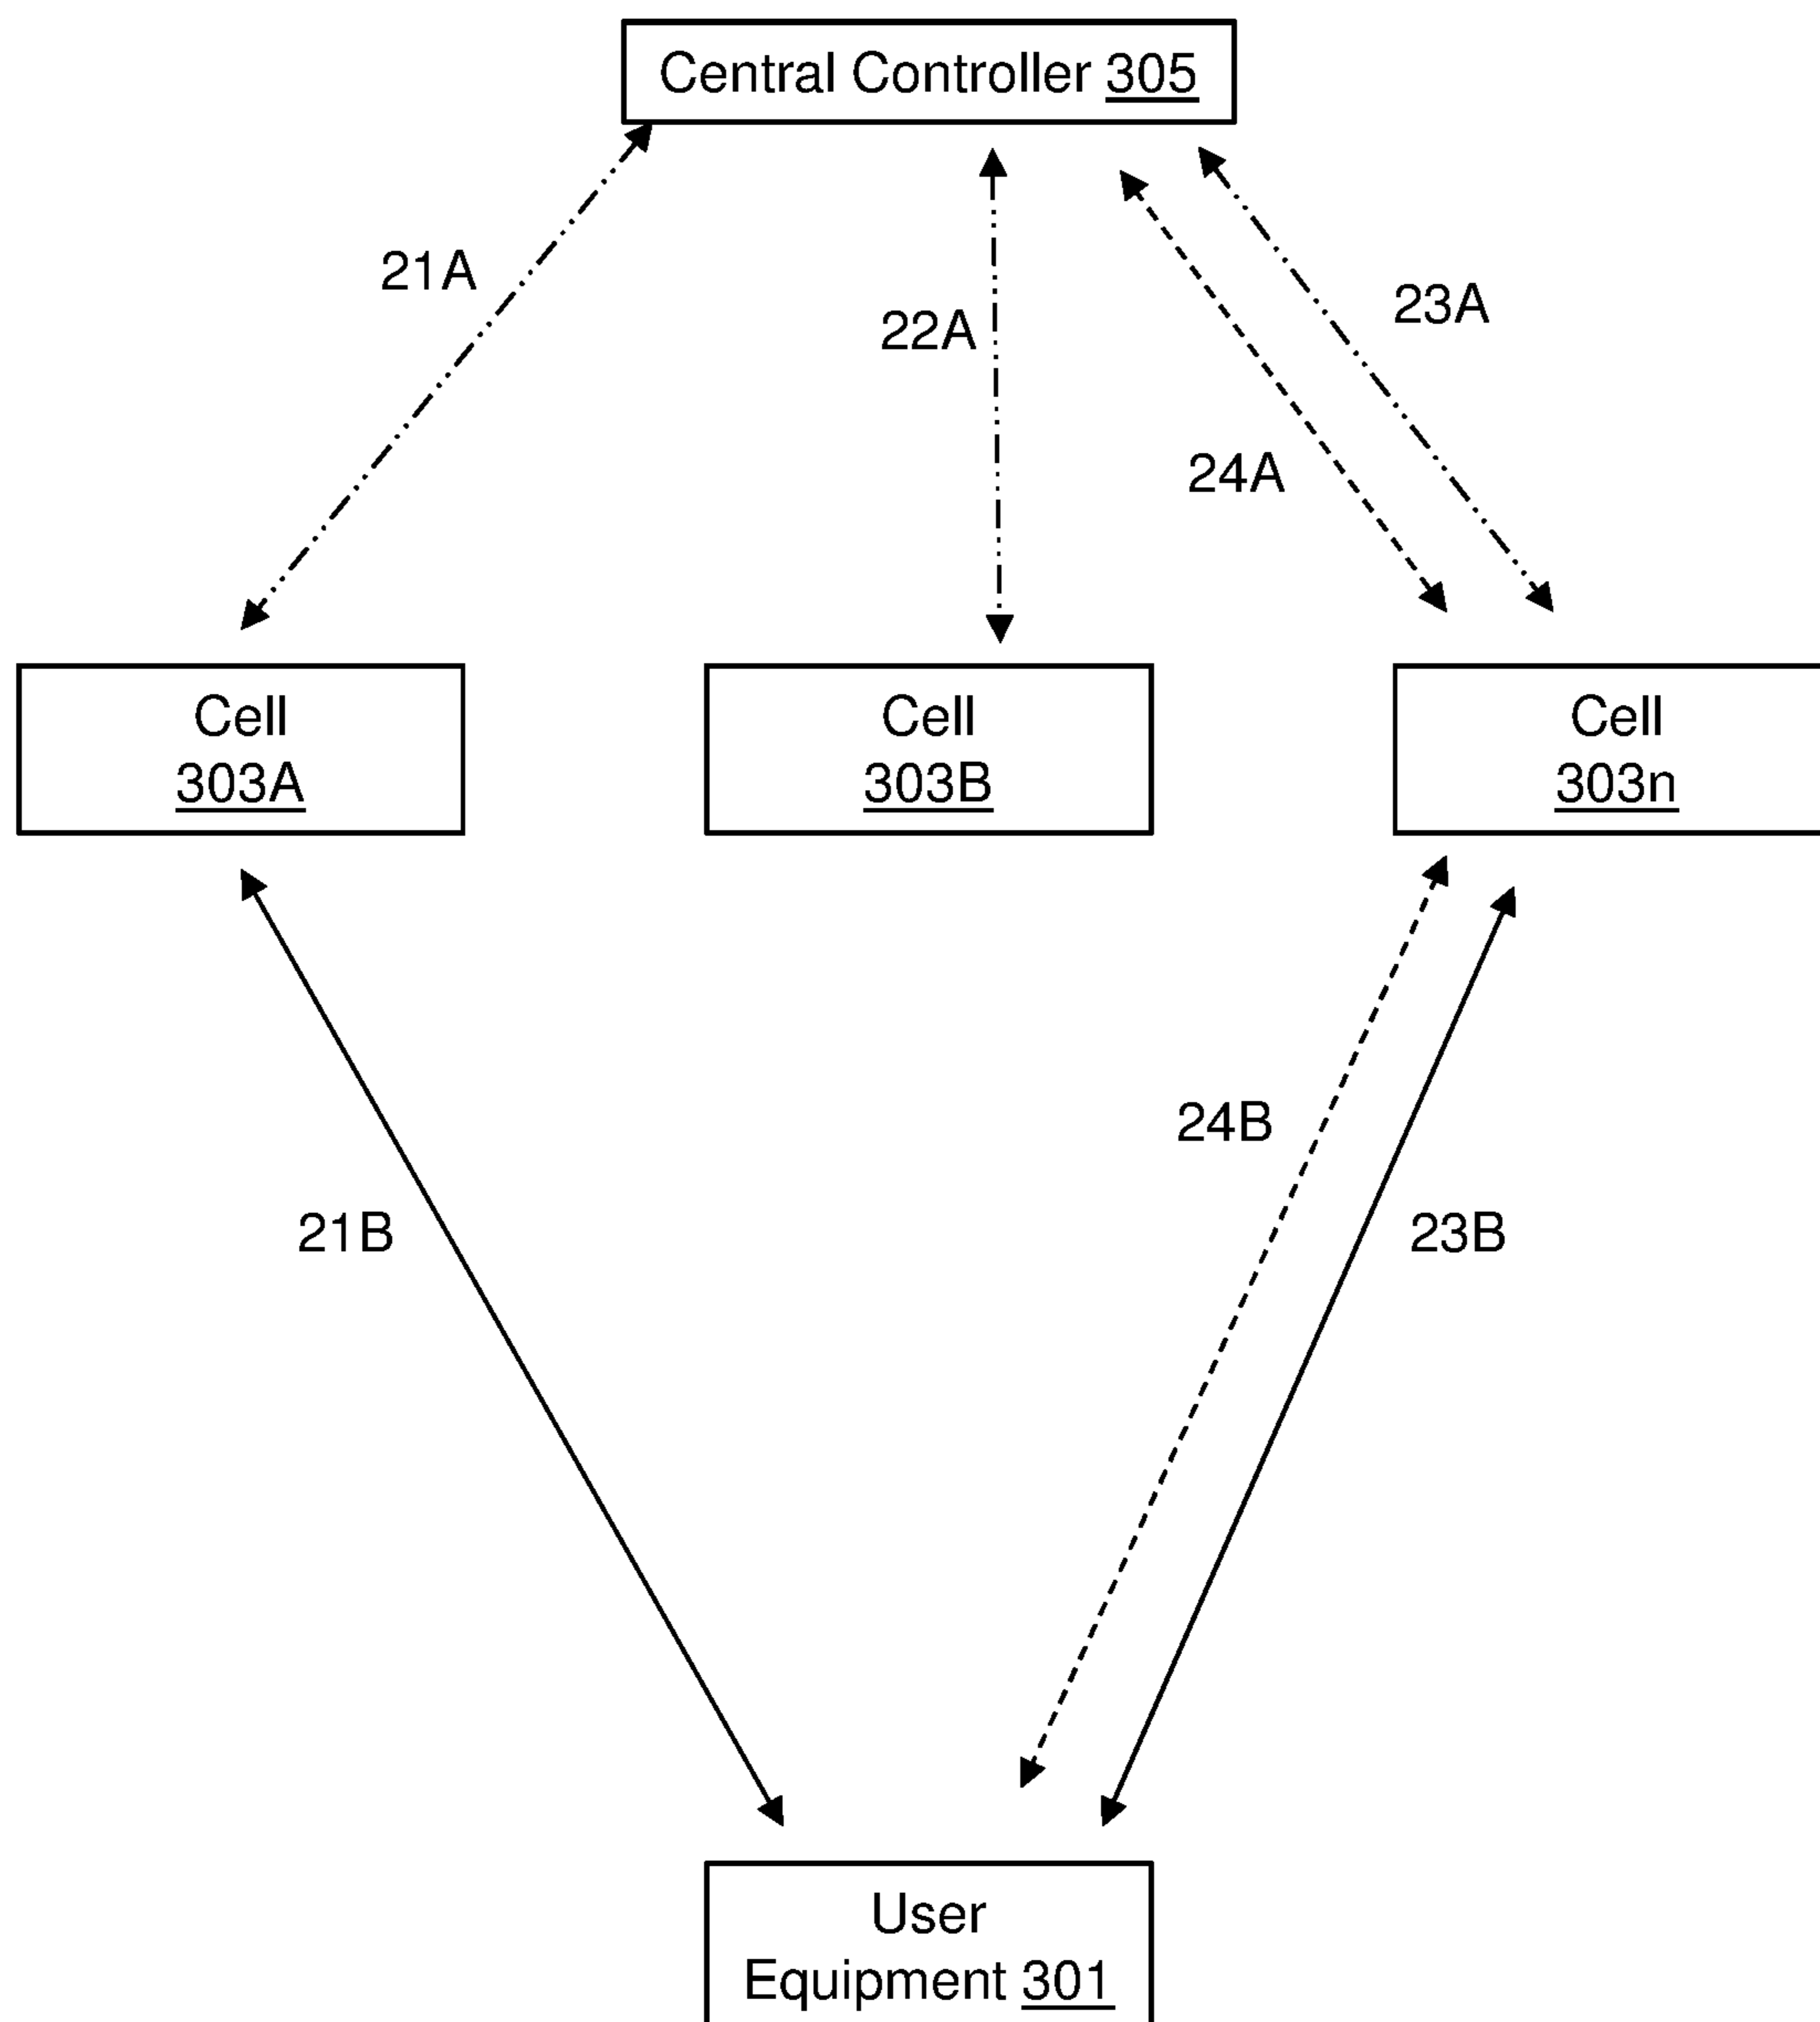 Central Controller 305
21A
22A
23A
24A
Cell
303A
Cell
303B
Cell
303n
24B
21B
23B
User
Equipment 301